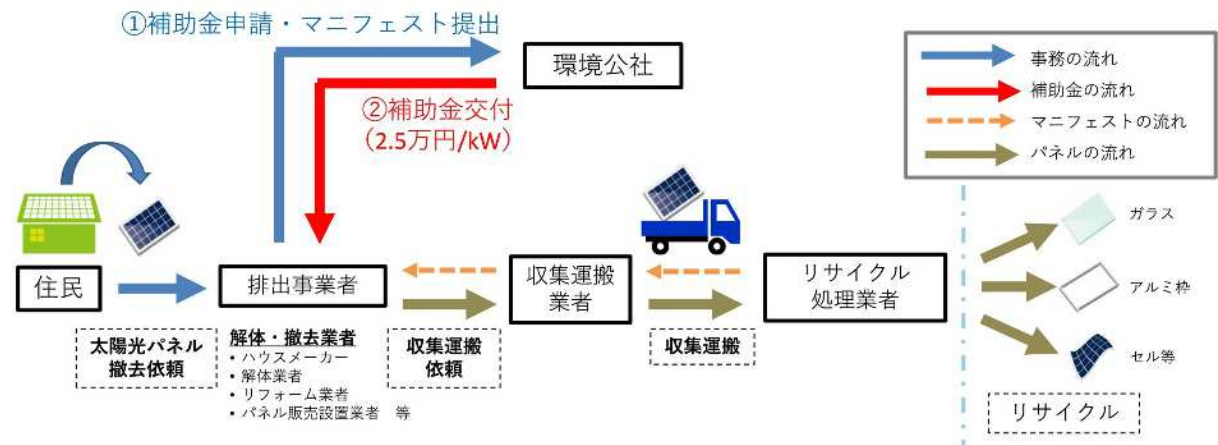 ①補助金申請・マニフェスト提出
環境公社
②補助金交付
（2.5万円/kW）
事務の流れ
補助金の流れ
マニフェストの流れ
パネルの流れ
住民
排出事業者
収集運搬
業者
リサイクル
処理業者
太陽光パネル
撤去依頼
解体・撤去業者
• ハウスメーカー
• 解体業者
• リフォーム業者
• パネル販売設置業者　等
収集運搬
依頼
収集運搬
ガラス
アルミ枠
セル等
リサイクル